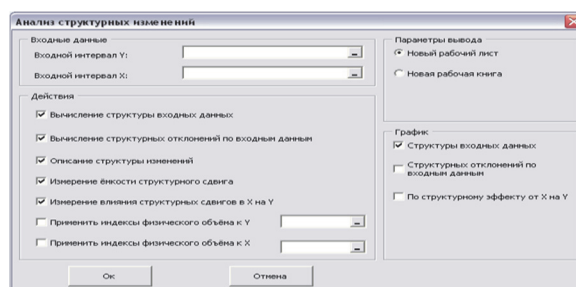 Анализ структурных изменений
Входные данные
Входной интервал Y:
Входной интервал X:
Действия
Вычисление структуры входных данных
Вычисление структурных отклонений по входным данным
Описание структуры изменений
Измерение ёмкости структурного сдвига
Измерение влияния структурных сдвигов в X на Y
Применить индексы физического объёма к Y
Применить индексы физического объёма к X
Ок
Отмена
Параметры вывода
Новый рабочий лист
Новая рабочая книга
График
Структуры входных данных
Структурных отклонений по
входным данным
По структурному эффекту от X на Y